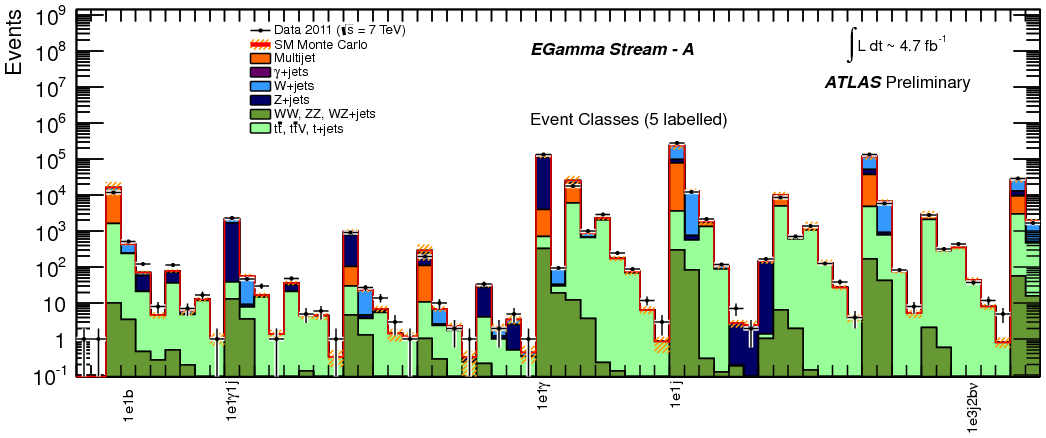 Events
10⁹
10⁸
10⁷
10⁶
10⁵
10⁴
10³
10²
10
1
10⁻¹
Data 2011 (√s = 7 TeV)
SM Monte Carlo
Multijet
γ+jets
W+jets
Z+jets
WW, ZZ, WZ+jets
tt̄, tt̄V, t+jets
EGamma Stream - A
∫L dt ~ 4.7 fb⁻¹
ATLAS Preliminary
Event Classes (5 labelled)
1e1b
1e1γ1j
1e1γ
1e1j
1e3j2bν